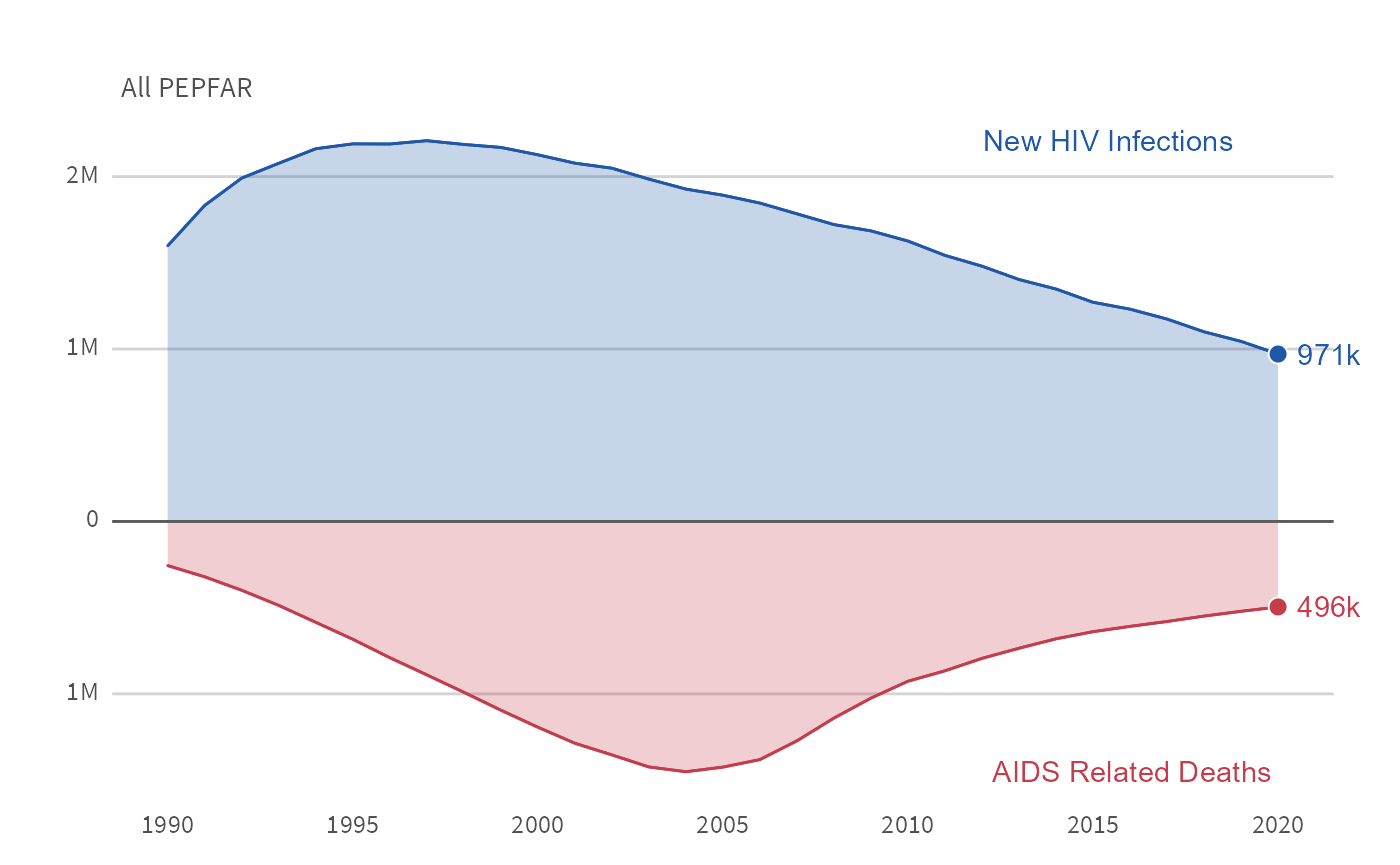 All PEPFAR
New HIV Infections
2M
1M
971k
0
496k
1M
AIDS Related Deaths
1990 1995 2000 2005 2010 2015 2020